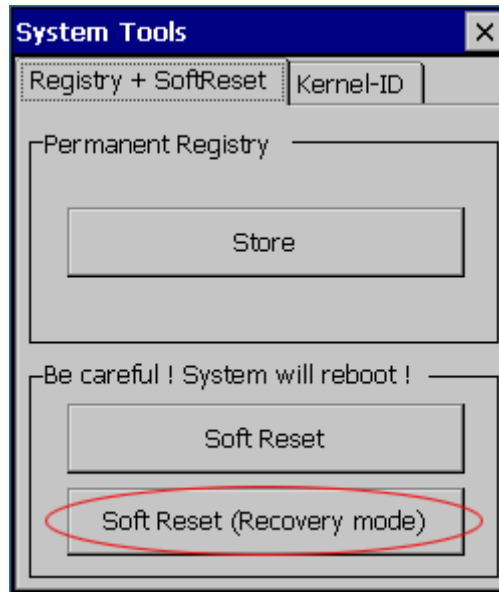 System Tools
Registry + SoftReset
Kernel-ID
Permanent Registry
Store
Be careful ! System will reboot !
Soft Reset
Soft Reset (Recovery mode)